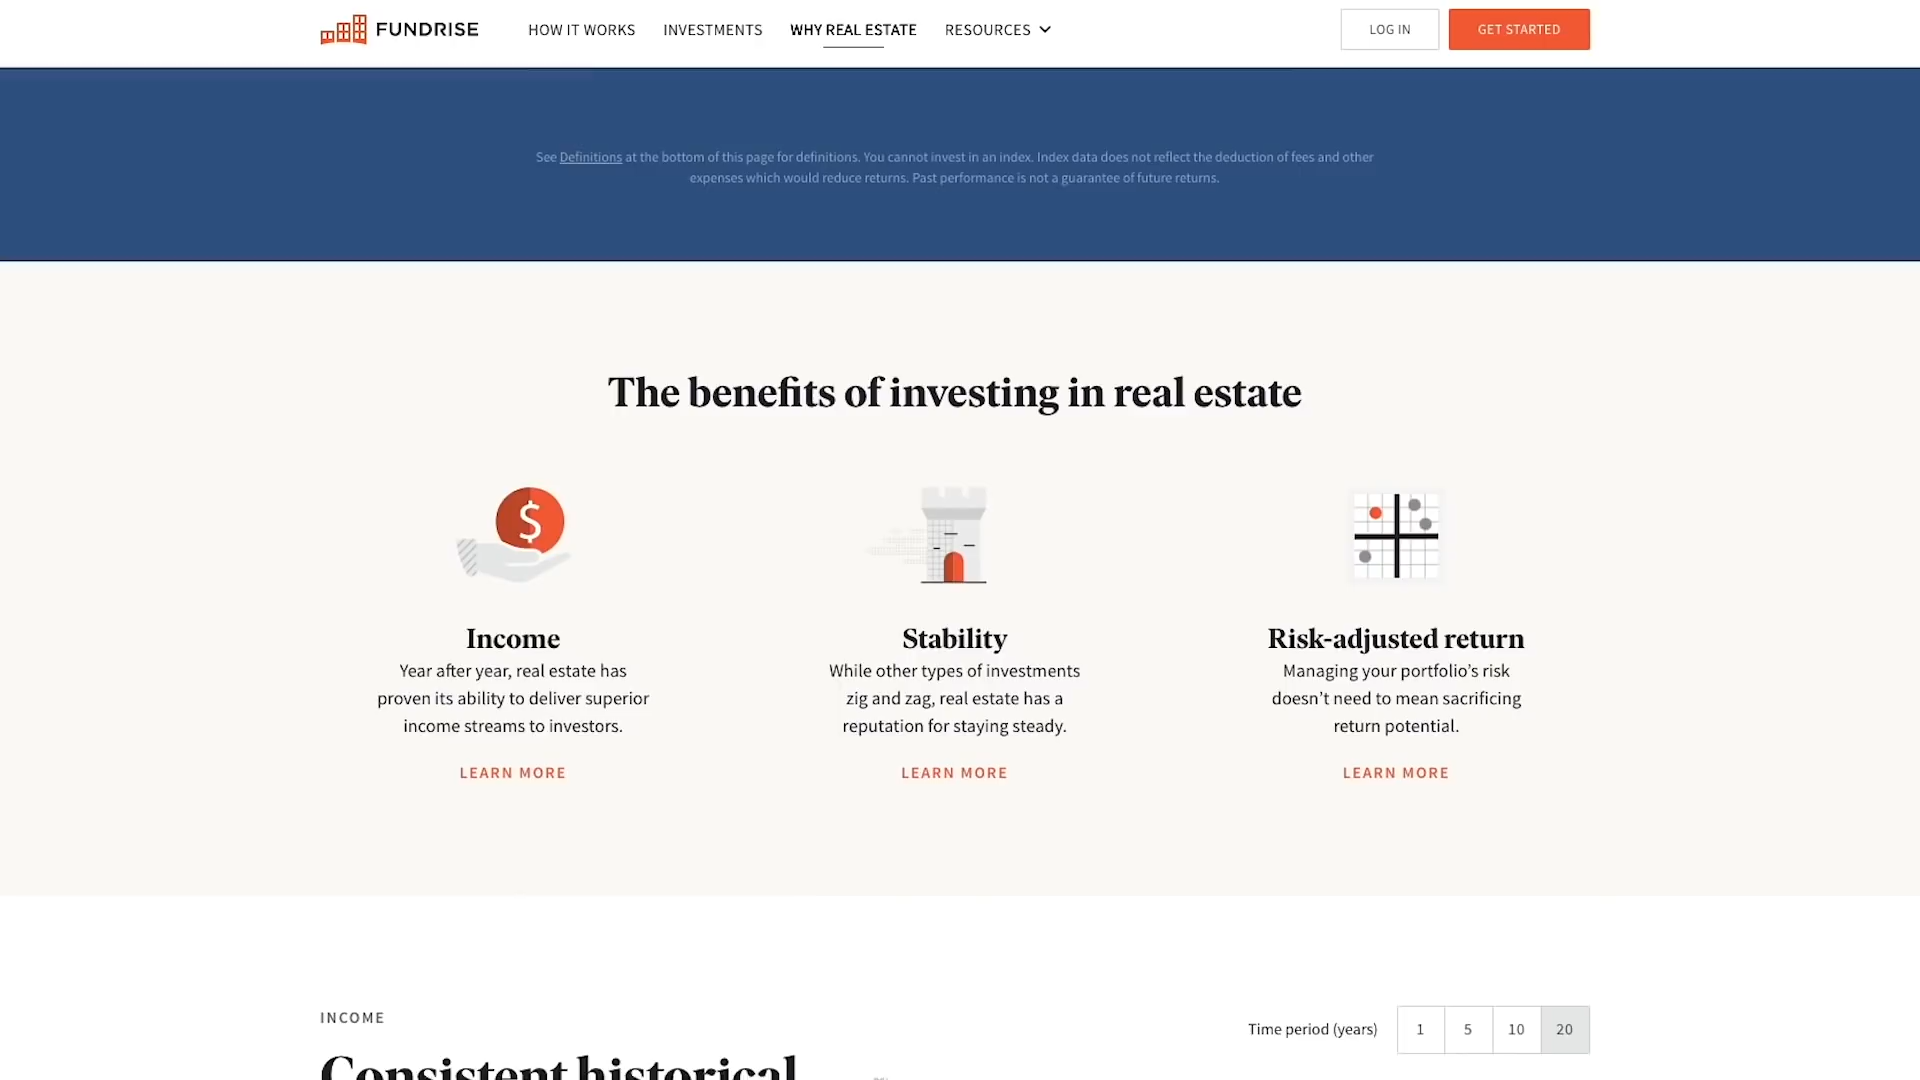 FUNDRISE
HOW IT WORKS
INVESTMENTS
WHY REAL ESTATE
RESOURCES
LOG IN
GET STARTED
See Definitions at the bottom of this page for definitions. You cannot invest in an index. Index data does not reflect the deduction of fees and other
expenses which would reduce returns. Past performance is not a guarantee of future returns.
The benefits of investing in real estate
$
Income
Year after year, real estate has
proven its ability to deliver superior
income streams to investors.
LEARN MORE
Stability
While other types of investments
zig and zag, real estate has a
reputation for staying steady.
LEARN MORE
Risk-adjusted return
Managing your portfolio’s risk
doesn’t need to mean sacrificing
return potential.
LEARN MORE
INCOME
Consistent historical
Time period (years)
1
5
10
20